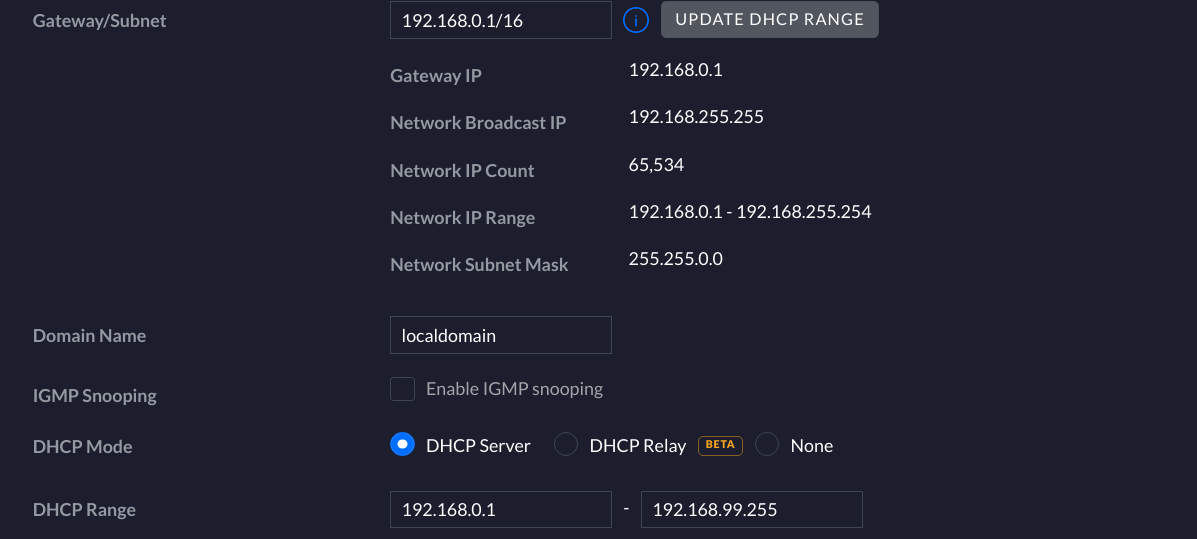 Gateway/Subnet 192.168.0.1/16 i UPDATE DHCP RANGE
Gateway IP 192.168.0.1
Network Broadcast IP 192.168.255.255
Network IP Count 65,534
Network IP Range 192.168.0.1 - 192.168.255.254
Network Subnet Mask 255.255.0.0
Domain Name localdomain
IGMP Snooping Enable IGMP snooping
DHCP Mode DHCP Server DHCP Relay BETA None
DHCP Range 192.168.0.1 - 192.168.99.255